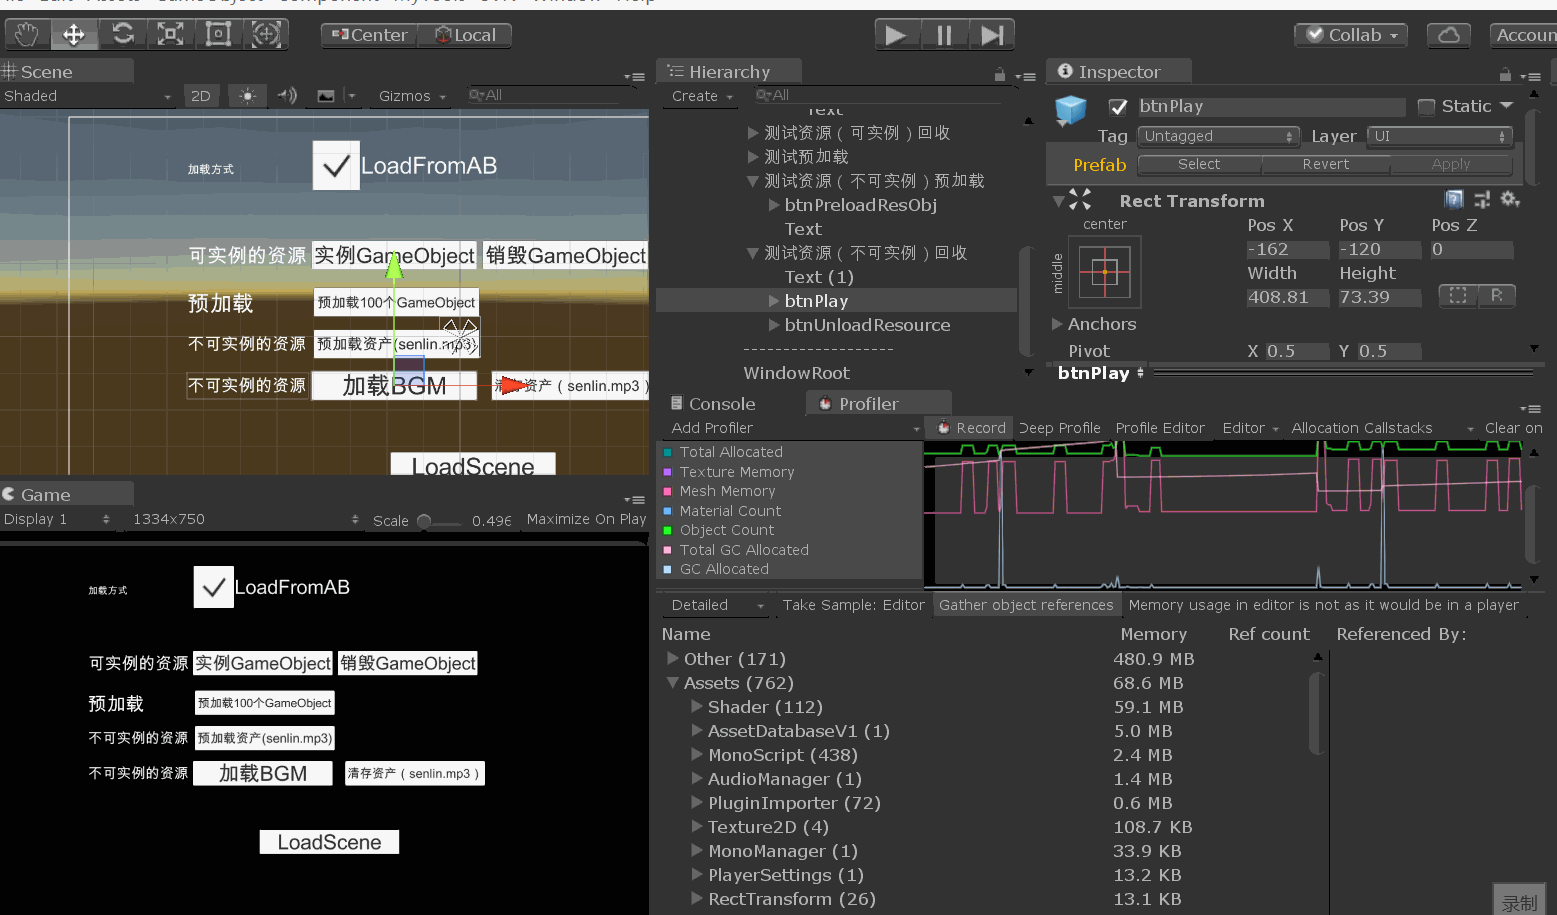 Center
Local
Collab
Accoun
Scene
Shaded
2D
Gizmos
All
加载方式
LoadFromAB
可实例的资源
实例GameObject
销毁GameObject
预加载
预加载100个GameObject
不可实例的资源
预加载资产(senlin.mp3)
不可实例的资源
加载BGM
存资产（senlin.mp3）
LoadScene
Game
Display 1
1334x750
Scale
0.496
Maximize On Play
加载方式
LoadFromAB
可实例的资源
实例GameObject
销毁GameObject
预加载
预加载100个GameObject
不可实例的资源
预加载资产(senlin.mp3)
不可实例的资源
加载BGM
清存资产（senlin.mp3）
LoadScene
Hierarchy
Create
All
Text
测试资源（可实例）回收
测试预加载
测试资源（不可实例）预加载
btnPreloadResObj
Text
测试资源（不可实例）回收
Text (1)
btnPlay
btnUnloadResource
------------------
WindowRoot
Inspector
btnPlay
Static
Tag
Untagged
Layer
UI
Prefab
Select
Revert
Apply
Rect Transform
center
middle
Pos X
Pos Y
Pos Z
-162
-120
0
Width
Height
408.81
73.39
R
Anchors
Pivot
X 0.5
Y 0.5
btnPlay
Console
Profiler
Add Profiler
Record
Deep Profile
Profile Editor
Editor
Allocation Callstacks
Clear on
Total Allocated
Texture Memory
Mesh Memory
Material Count
Object Count
Total GC Allocated
GC Allocated
Detailed
Take Sample: Editor
Gather object references
Memory usage in editor is not as it would be in a player
Name
Memory
Ref count
Referenced By:
Other (171)
480.9 MB
Assets (762)
68.6 MB
Shader (112)
59.1 MB
AssetDatabaseV1 (1)
5.0 MB
MonoScript (438)
2.4 MB
AudioManager (1)
1.4 MB
PluginImporter (72)
0.6 MB
Texture2D (4)
108.7 KB
MonoManager (1)
33.9 KB
PlayerSettings (1)
13.2 KB
RectTransform (26)
13.1 KB
录制